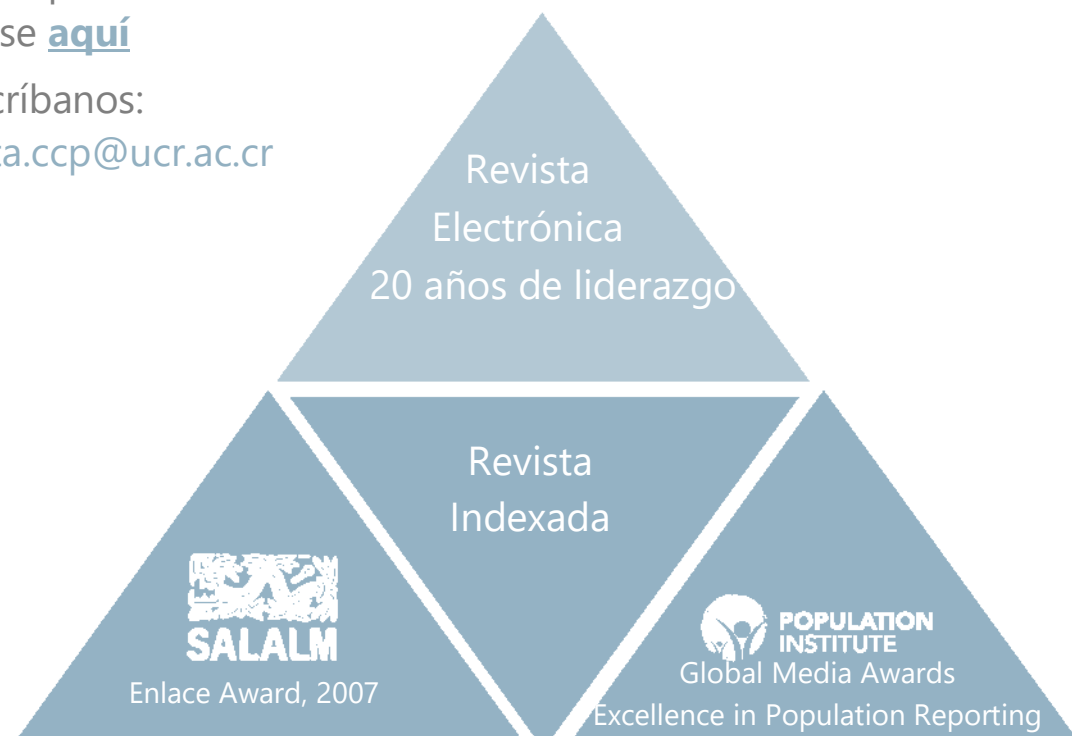 se aquí
críbanos:
ta.ccp@ucr.ac.cr
Revista
Electrónica
20 años de liderazgo
Revista
Indexada
SALALM
Enlace Award, 2007
POPULATION
INSTITUTE
Global Media Awards
Excellence in Population Reporting